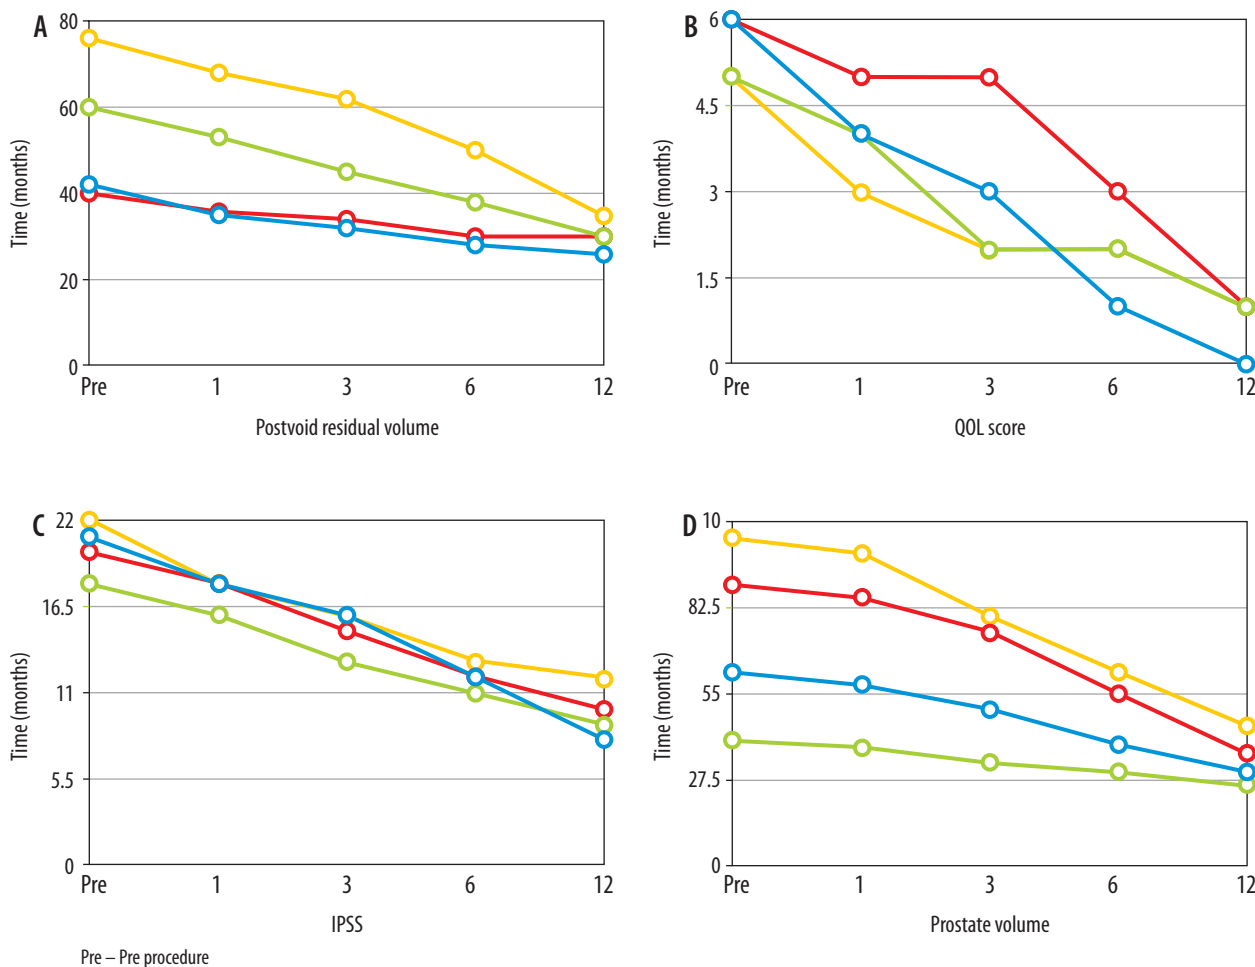 A
80
60
40
20
0
Time (months)
Pre 1 3 6 12
Postvoid residual volume
B
6
4.5
3
1.5
0
Time (months)
Pre 1 3 6 12
QOL score
C
22
16.5
11
5.5
0
Time (months)
Pre 1 3 6 12
IPSS
D
10
82.5
55
27.5
0
Time (months)
Pre 1 3 6 12
Prostate volume
Pre – Pre procedure